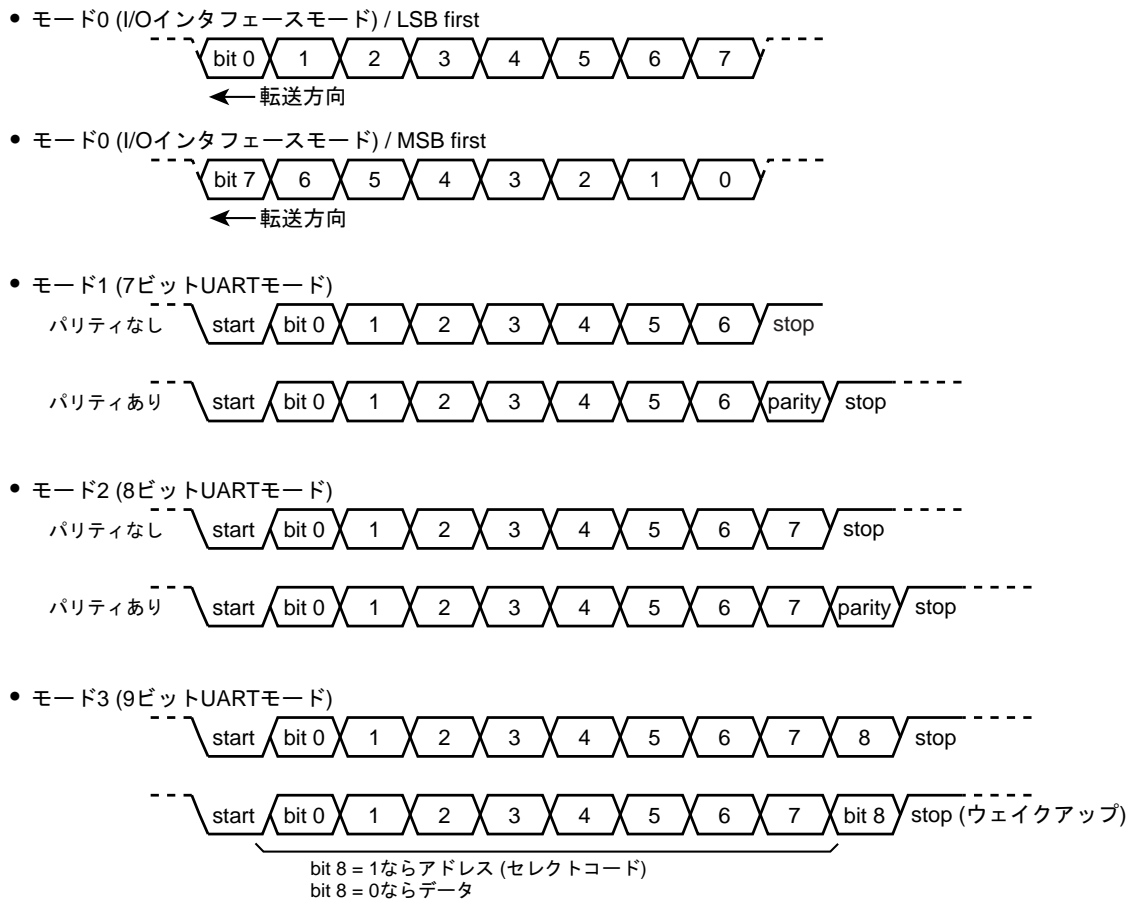 • モード0 (I/Oインタフェースモード) / LSB first
bit 0 1 2 3 4 5 6 7
転送方向
• モード0 (I/Oインタフェースモード) / MSB first
bit 7 6 5 4 3 2 1 0
転送方向
• モード1 (7ビットUARTモード)
パリティなし start bit 0 1 2 3 4 5 6 stop
パリティあり start bit 0 1 2 3 4 5 6 parity stop
• モード2 (8ビットUARTモード)
パリティなし start bit 0 1 2 3 4 5 6 7 stop
パリティあり start bit 0 1 2 3 4 5 6 7 parity stop
• モード3 (9ビットUARTモード)
start bit 0 1 2 3 4 5 6 7 8 stop
start bit 0 1 2 3 4 5 6 7 bit 8 stop (ウェイクアップ)
bit 8 = 1ならアドレス (セレクトコード)
bit 8 = 0ならデータ